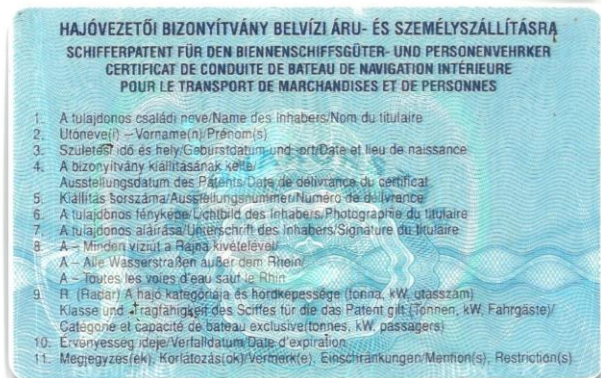 HAJÓVEZETŐI BIZONYÍTVÁNY BELVÍZI ÁRU- ÉS SZEMÉLYSZÁLLÍTÁSRA
SCHIFFERPATENT FÜR DEN BIENNENSCHIFFSGÜTER- UND PERSONENVEHRKER
CERTIFICAT DE CONDUITE DE BATEAU DE NAVIGATION INTÉRIEURE
POUR LE TRANSPORT DE MARCHANDISES ET DE PERSONNES
1. A tulajdonos családi neve/Name des Inhabers/Nom du titulaire
2. Utóneve(i) – Vorname(n)/Prénom(s)
3. Születési idő és hely/Geburstdatum und -ort/Date et lieu de naissance
4. A bizonyítvány kiállításának kelte/
Ausstellungsdatum des Patents/Date de délivrance du certificat
5. Kiállítás sorszáma/Ausstellungsnummer/Numéro de délivrance
6. A tulajdonos fényképe/Lichtbild des Inhabers/Photographie du titulaire
7. A tulajdonos aláírása/Unterschrift des Inhabers/Signature du titulaire
8. A – Minden víziút a Rajna kivételével/
A – Alle Wasserstraßen außer dem Rhein/
A – Toutes les voies d'eau sauf le Rhin
9. R (Radar) A hajó kategóriája és hordképessége (tonna, kW, utasszám)
Klasse und Tragfähigkeit des Sciffes für die das Patent gilt (Tonnen, kW, Fahrgäste)/
Catégorie et capacité de bateau exclusive(tonnes, kW, passagers)
10. Érvényesség ideje/Verfalldatum/Date d'expiration
11. Megjegyzés(ek), Korlátozás(ok)/Vermerk(e), Einschränkungen/Mention(s), Restriction(s).